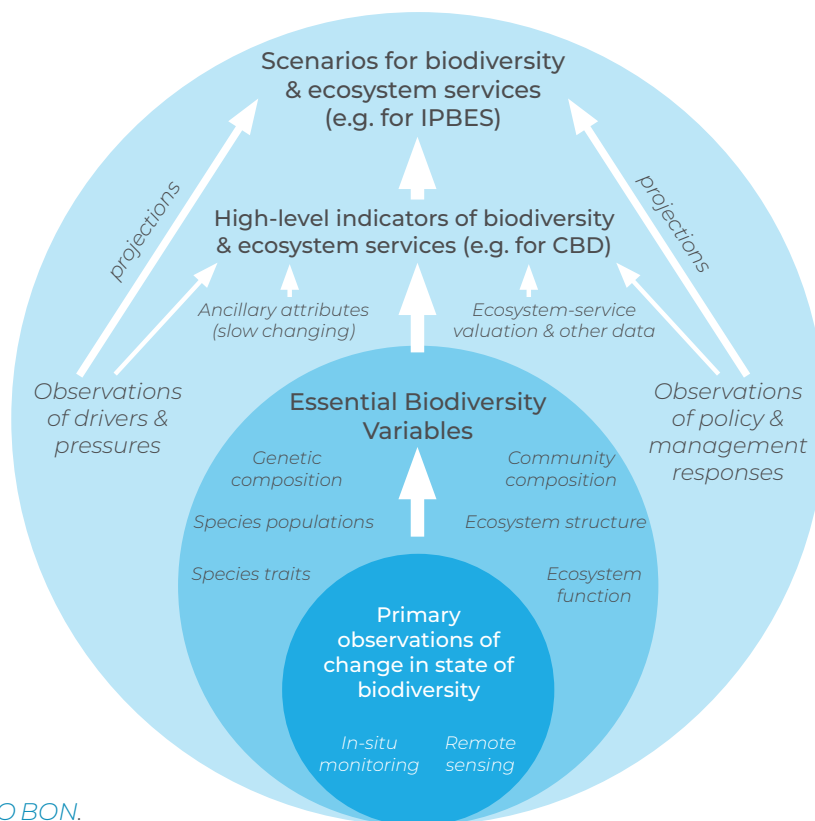 Scenarios for biodiversity
& ecosystem services
(e.g. for IPBES)
projections
projections
High-level indicators of biodiversity
& ecosystem services (e.g. for CBD)
Ancillary attributes
(slow changing)
Ecosystem-service
valuation & other data
Observations
of drivers &
pressures
Observations
of policy &
management
responses
Essential Biodiversity
Variables
Genetic
composition
Community
composition
Species populations
Ecosystem structure
Species traits
Ecosystem
function
Primary
observations of
change in state of
biodiversity
In-situ
monitoring
Remote
sensing
O BON.